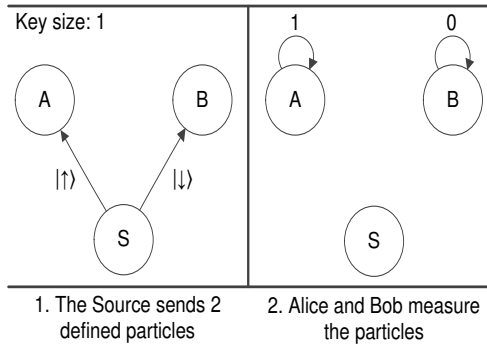 Key size: 1
A
B
|↑⟩
|↓⟩
S
1. The Source sends 2
defined particles
1
0
A
B
S
2. Alice and Bob measure
the particles